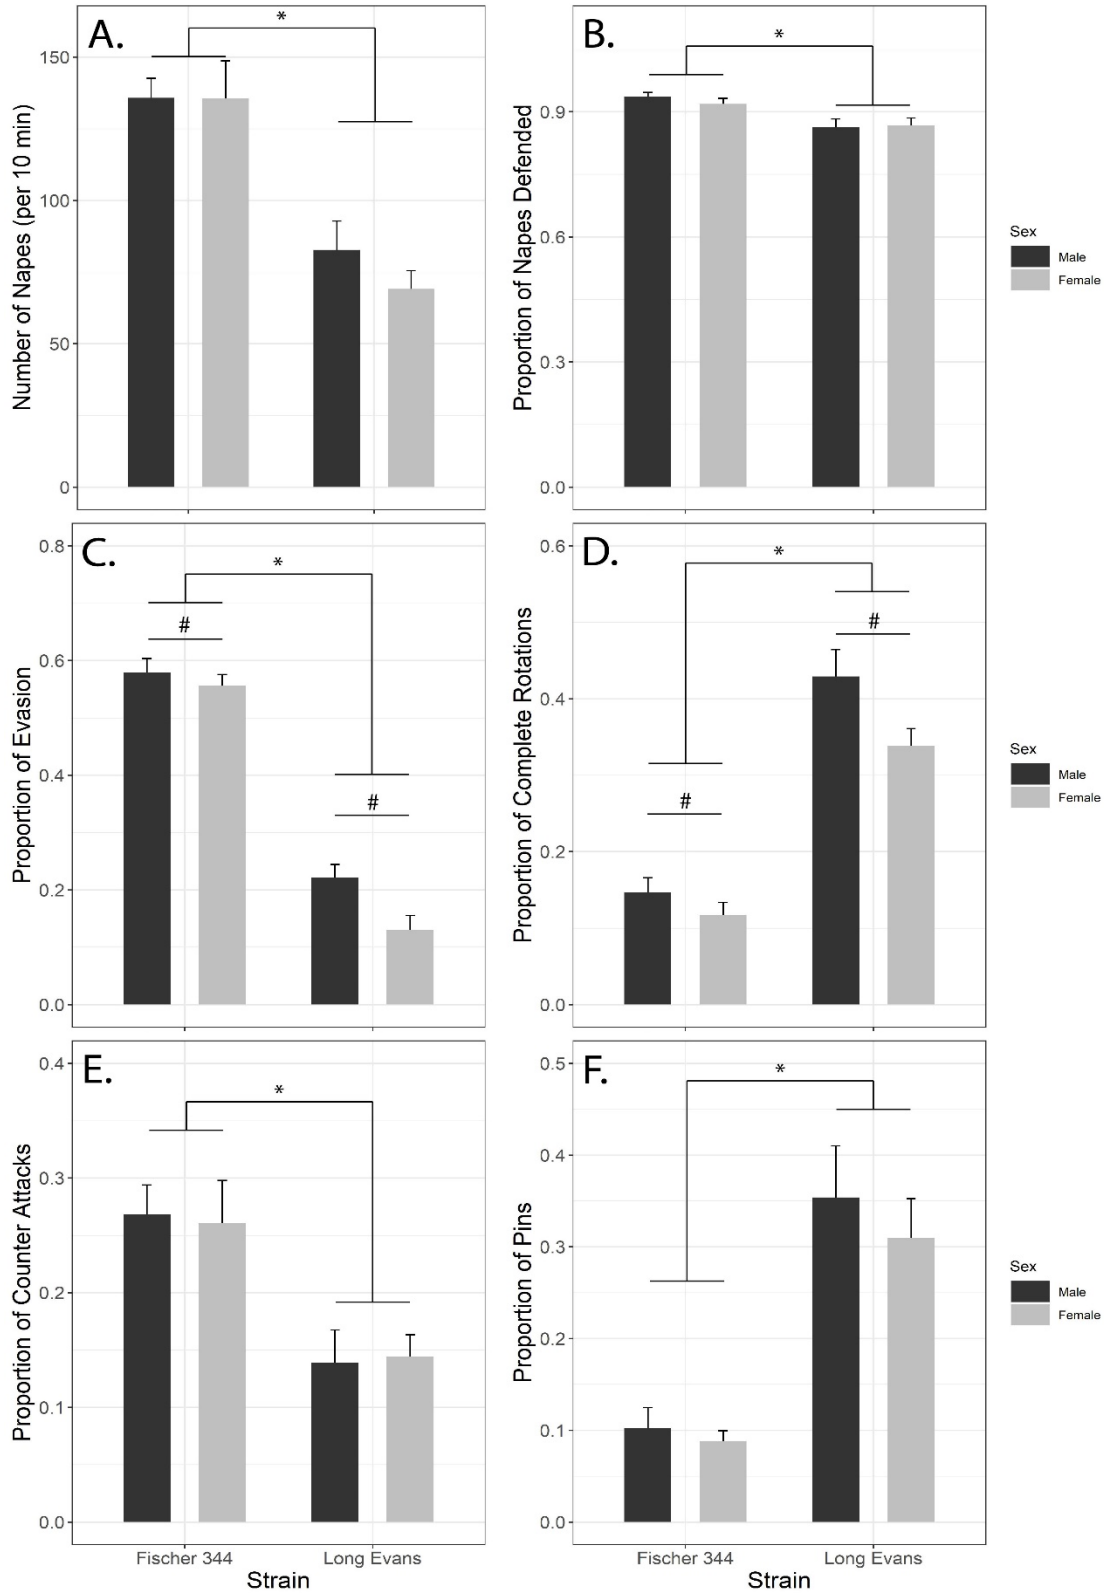 A.
*
Number of Napes (per 10 min)
150
100
50
0
B.
*
Proportion of Napes Defended
0.9
0.6
0.3
0.0
Sex
Male
Female
C.
*
#
#
Proportion of Evasion
0.8
0.6
0.4
0.2
0.0
D.
*
#
#
Proportion of Complete Rotations
0.6
0.4
0.2
0.0
Sex
Male
Female
E.
*
Proportion of Counter Attacks
0.4
0.3
0.2
0.1
0.0
Fischer 344 Long Evans
Strain
F.
*
Proportion of Pins
0.5
0.4
0.3
0.2
0.1
0.0
Fischer 344 Long Evans
Strain
Sex
Male
Female